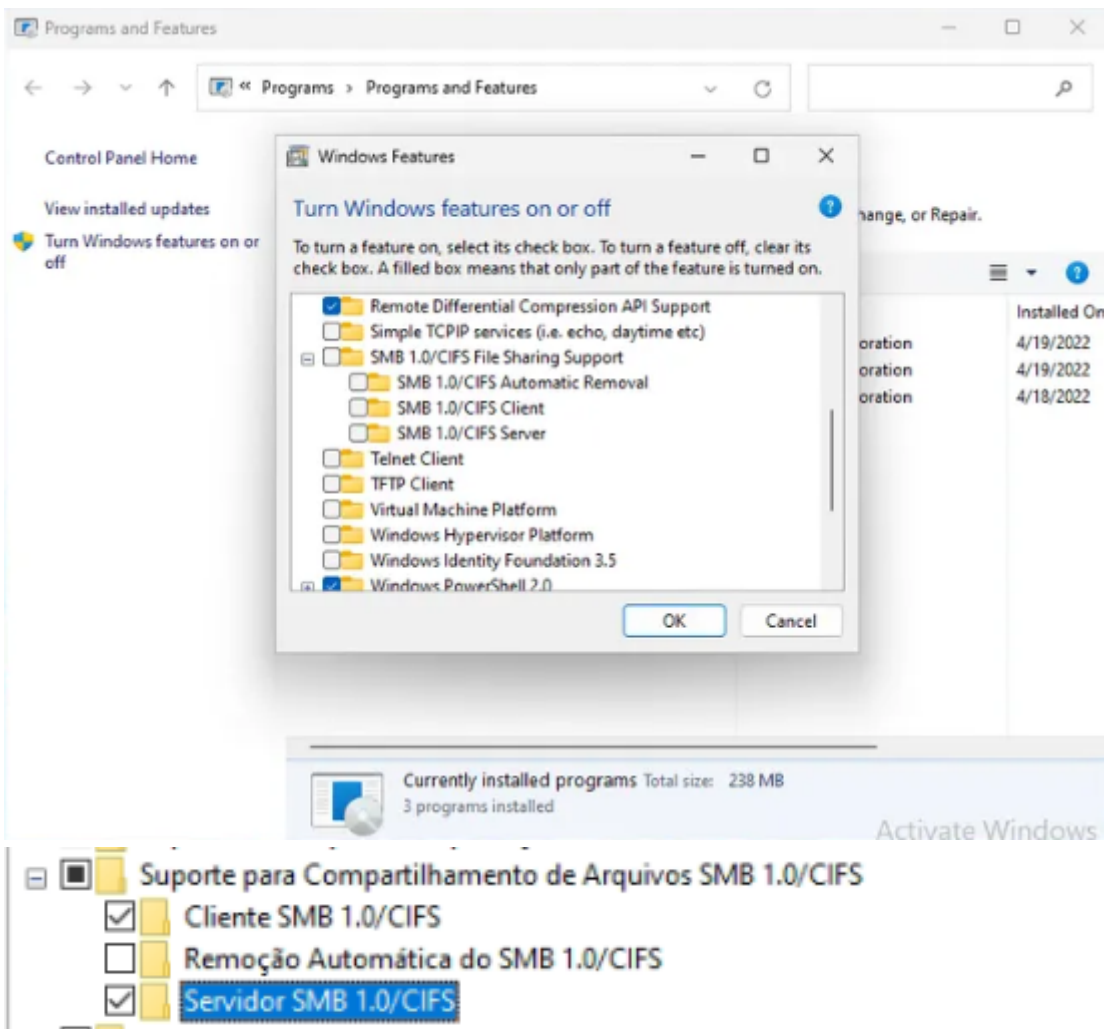 Programs and Features
« Programs › Programs and Features
Control Panel Home
View installed updates
Turn Windows features on or
off
Windows Features
Turn Windows features on or off
To turn a feature on, select its check box. To turn a feature off, clear its
check box. A filled box means that only part of the feature is turned on.
Remote Differential Compression API Support
Simple TCPIP services (i.e. echo, daytime etc)
SMB 1.0/CIFS File Sharing Support
SMB 1.0/CIFS Automatic Removal
SMB 1.0/CIFS Client
SMB 1.0/CIFS Server
Telnet Client
TFTP Client
Virtual Machine Platform
Windows Hypervisor Platform
Windows Identity Foundation 3.5
Windows PowerShell 2.0
OK Cancel
hange, or Repair.
Installed On
oration 4/19/2022
oration 4/19/2022
oration 4/18/2022
Currently installed programs Total size: 238 MB
3 programs installed
Activate Windows
Suporte para Compartilhamento de Arquivos SMB 1.0/CIFS
Cliente SMB 1.0/CIFS
Remoção Automática do SMB 1.0/CIFS
Servidor SMB 1.0/CIFS